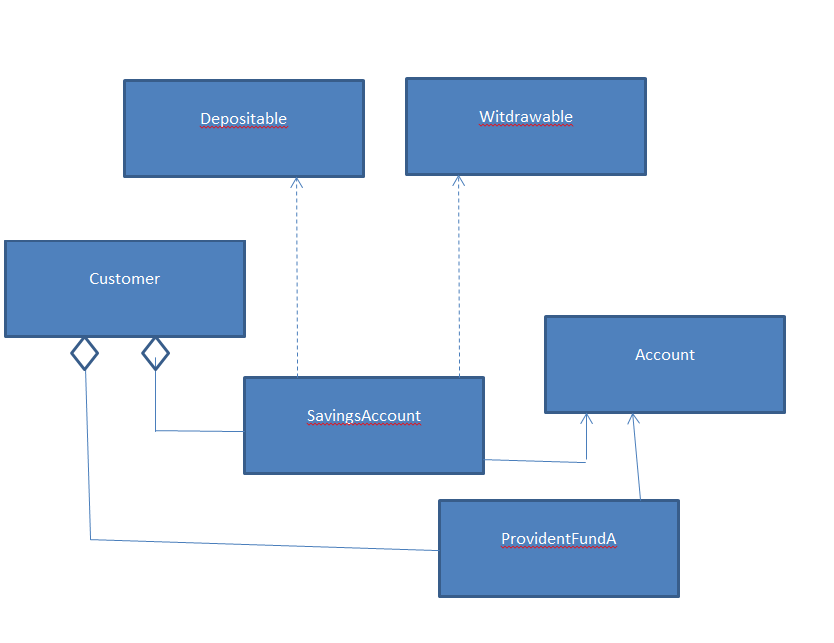 Depositable
Witdrawable
Customer
Account
SavingsAccount
ProvidentFundA